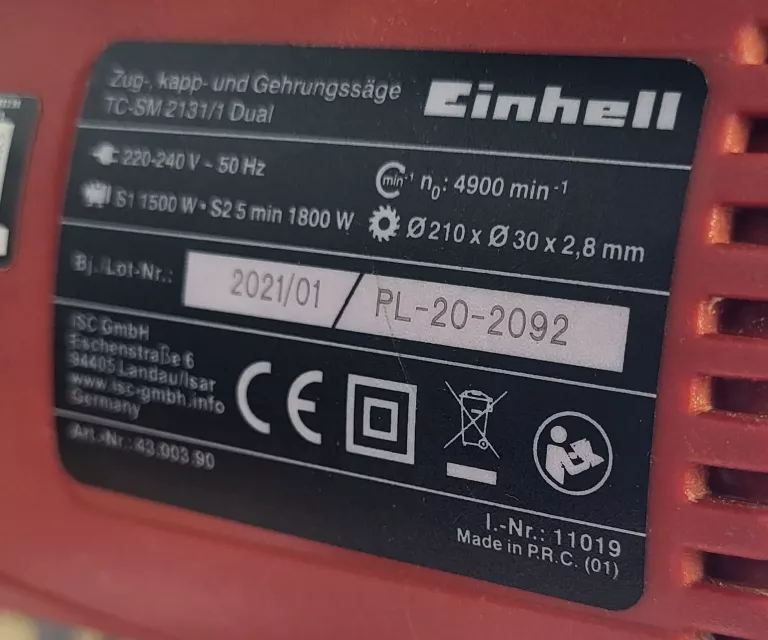 Zug-, kapp- und Gehrungssäge
TC-SM 2131/1 Dual
Einhell
220-240 V ~ 50 Hz
min⁻¹ n₀: 4900 min⁻¹
S1 1500 W • S2 5 min 1800 W
Ø 210 x Ø 30 x 2,8 mm
Bj./Lot-Nr.:
2021/01 / PL-20-2092
iSC GmbH
Eschenstraße 6
94405 Landau/Isar
www.isc-gmbh.info
Germany
CE
Art.-Nr.: 43.003.90
I.-Nr.: 11019
Made in P.R.C. (01)